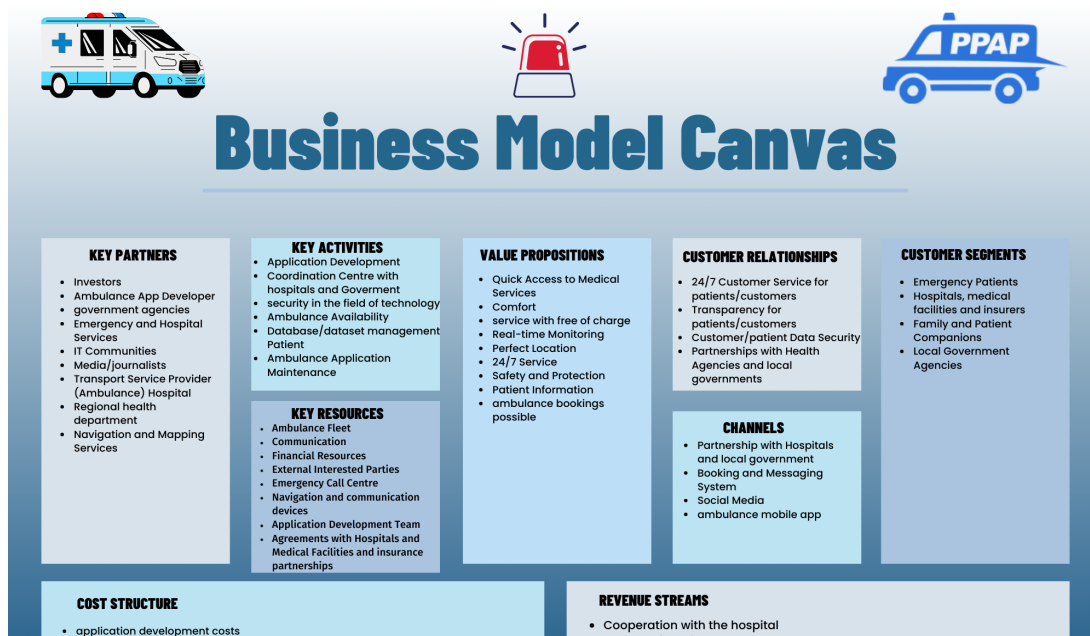 PPAP
Business Model Canvas
KEY PARTNERS
• Investors
• Ambulance App Developer
• government agencies
• Emergency and Hospital
Services
• IT Communities
• Media/journalists
• Transport Service Provider
(Ambulance) Hospital
• Regional health
department
• Navigation and Mapping
Services
KEY ACTIVITIES
• Application Development
• Coordination Centre with
hospitals and Goverment
• security in the field of technology
• Ambulance Availability
• Database/dataset management
Patient
• Ambulance Application
Maintenance
KEY RESOURCES
• Ambulance Fleet
• Communication
• Financial Resources
• External Interested Parties
• Emergency Call Centre
• Navigation and communication
devices
• Application Development Team
• Agreements with Hospitals and
Medical Facilities and insurance
partnerships
VALUE PROPOSITIONS
• Quick Access to Medical
Services
• Comfort
• service with free of charge
• Real-time Monitoring
• Perfect Location
• 24/7 Service
• Safety and Protection
• Patient Information
• ambulance bookings
possible
CUSTOMER RELATIONSHIPS
• 24/7 Customer Service for
patients/customers
• Transparency for
patients/customers
• Customer/patient Data Security
• Partnerships with Health
Agencies and local
governments
CHANNELS
• Partnership with Hospitals
and local government
• Booking and Messaging
System
• Social Media
• ambulance mobile app
CUSTOMER SEGMENTS
• Emergency Patients
• Hospitals, medical
facilities and insurers
• Family and Patient
Companions
• Local Government
Agencies
COST STRUCTURE
• application development costs
REVENUE STREAMS
• Cooperation with the hospital